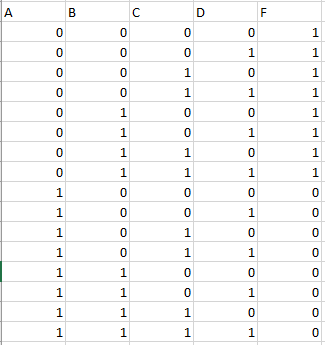 A B C D F
0 0 0 0 1
0 0 0 1 1
0 0 1 0 1
0 0 1 1 1
0 1 0 0 1
0 1 0 1 1
0 1 1 0 1
0 1 1 1 1
1 0 0 0 0
1 0 0 1 0
1 0 1 0 0
1 0 1 1 0
1 1 0 0 0
1 1 0 1 0
1 1 1 0 0
1 1 1 1 0